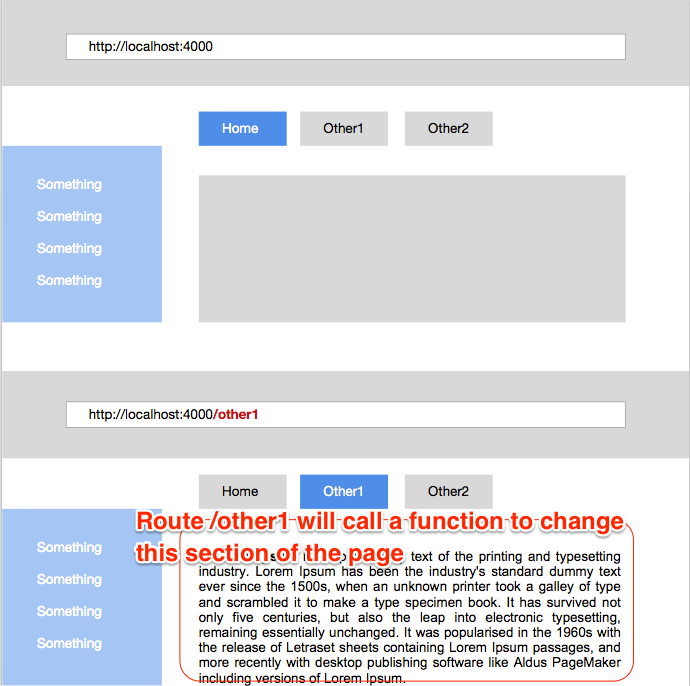 http://localhost:4000
Home Other1 Other2
Something
Something
Something
Something
http://localhost:4000/other1
Home Other1 Other2
Route /other1 will call a function to change
this section of the page
Something
Something
Something
Something
text of the printing and typesetting
industry. Lorem Ipsum has been the industry's standard dummy text
ever since the 1500s, when an unknown printer took a galley of type
and scrambled it to make a type specimen book. It has survived not
only five centuries, but also the leap into electronic typesetting,
remaining essentially unchanged. It was popularised in the 1960s with
the release of Letraset sheets containing Lorem Ipsum passages, and
more recently with desktop publishing software like Aldus PageMaker
including versions of Lorem Ipsum.